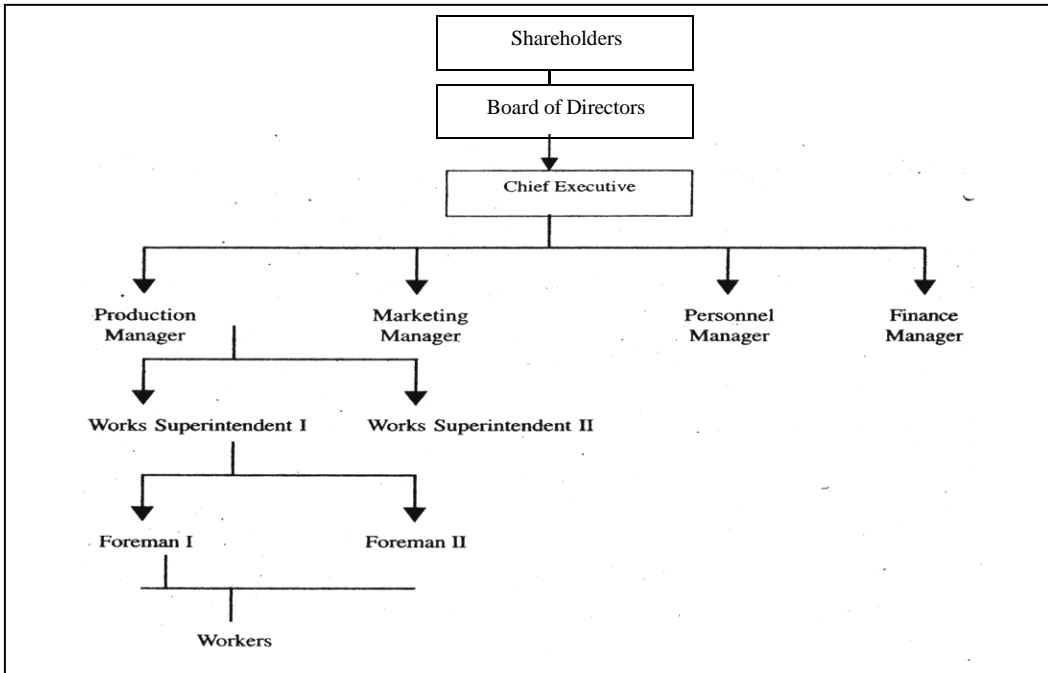 Shareholders
Board of Directors
Chief Executive
Production
Manager
Marketing
Manager
Personnel
Manager
Finance
Manager
Works Superintendent I
Works Superintendent II
Foreman I
Foreman II
Workers